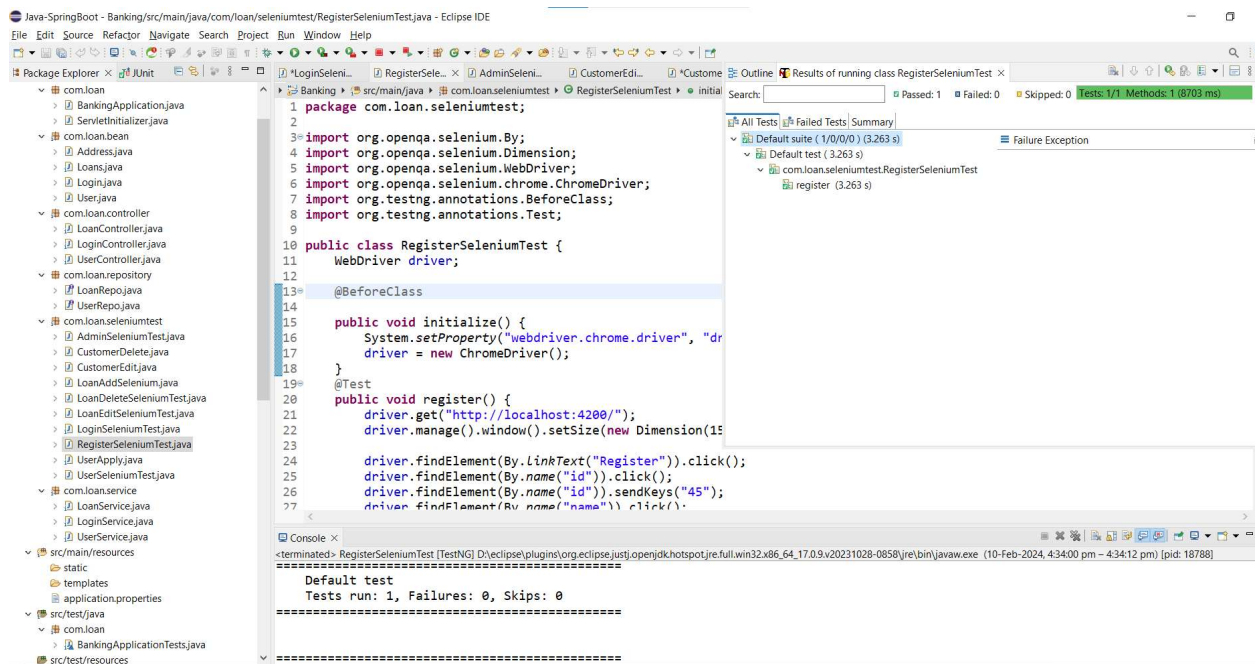 Java-SpringBoot - Banking/src/main/java/com/loan/seleniumtest/RegisterSeleniumTest.java - Eclipse IDE
File Edit Source Refactor Navigate Search Project Run Window Help
Package Explorer × JUnit
com.loan
BankingApplication.java
ServletInitializer.java
com.loan.bean
Address.java
Loans.java
Login.java
User.java
com.loan.controller
LoanController.java
LoginController.java
UserController.java
com.loan.repository
LoanRepo.java
UserRepo.java
com.loan.seleniumtest
AdminSeleniumTest.java
CustomerDelete.java
CustomerEdit.java
LoanAddSelenium.java
LoanDeleteSeleniumTest.java
LoanEditSeleniumTest.java
LoginSeleniumTest.java
RegisterSeleniumTest.java
UserApply.java
UserSeleniumTest.java
com.loan.service
LoanService.java
LoginService.java
UserService.java
src/main/resources
static
templates
application.properties
src/test/java
com.loan
BankingApplicationTests.java
src/test/resources
*LoginSeleni... RegisterSele... × AdminSeleni... CustomerEdi... *Custome
Banking src/main/java com.loan.seleniumtest RegisterSeleniumTest initial
1 package com.loan.seleniumtest;
2
3 import org.openqa.selenium.By;
4 import org.openqa.selenium.Dimension;
5 import org.openqa.selenium.WebDriver;
6 import org.openqa.selenium.chrome.ChromeDriver;
7 import org.testng.annotations.BeforeClass;
8 import org.testng.annotations.Test;
9
10 public class RegisterSeleniumTest {
11 WebDriver driver;
12
13 @BeforeClass
14
15 public void initialize() {
16 System.setProperty("webdriver.chrome.driver", "dr
17 driver = new ChromeDriver();
18 }
19 @Test
20 public void register() {
21 driver.get("http://localhost:4200/");
22 driver.manage().window().setSize(new Dimension(15
23
24 driver.findElement(By.linkText("Register")).click();
25 driver.findElement(By.name("id")).click();
26 driver.findElement(By.name("id")).sendKeys("45");
27 driver.findElement(By.name("name")).click();
Outline Results of running class RegisterSeleniumTest ×
Search: Passed: 1 Failed: 0 Skipped: 0 Tests: 1/1 Methods: 1 (8703 ms)
All Tests Failed Tests Summary
Default suite ( 1/0/0/0 ) (3.263 s)
Default test ( 3.263 s)
com.loan.seleniumtest.RegisterSeleniumTest
register (3.263 s)
Failure Exception
Console ×
<terminated> RegisterSeleniumTest [TestNG] D:\eclipse\plugins\org.eclipse.justj.openjdk.hotspot.jre.full.win32.x86_64_17.0.9.v20231028-0858\jre\bin\javaw.exe (10-Feb-2024, 4:34:00 pm – 4:34:12 pm) [pid: 18788]
===============================================
Default test
Tests run: 1, Failures: 0, Skips: 0
===============================================
===============================================